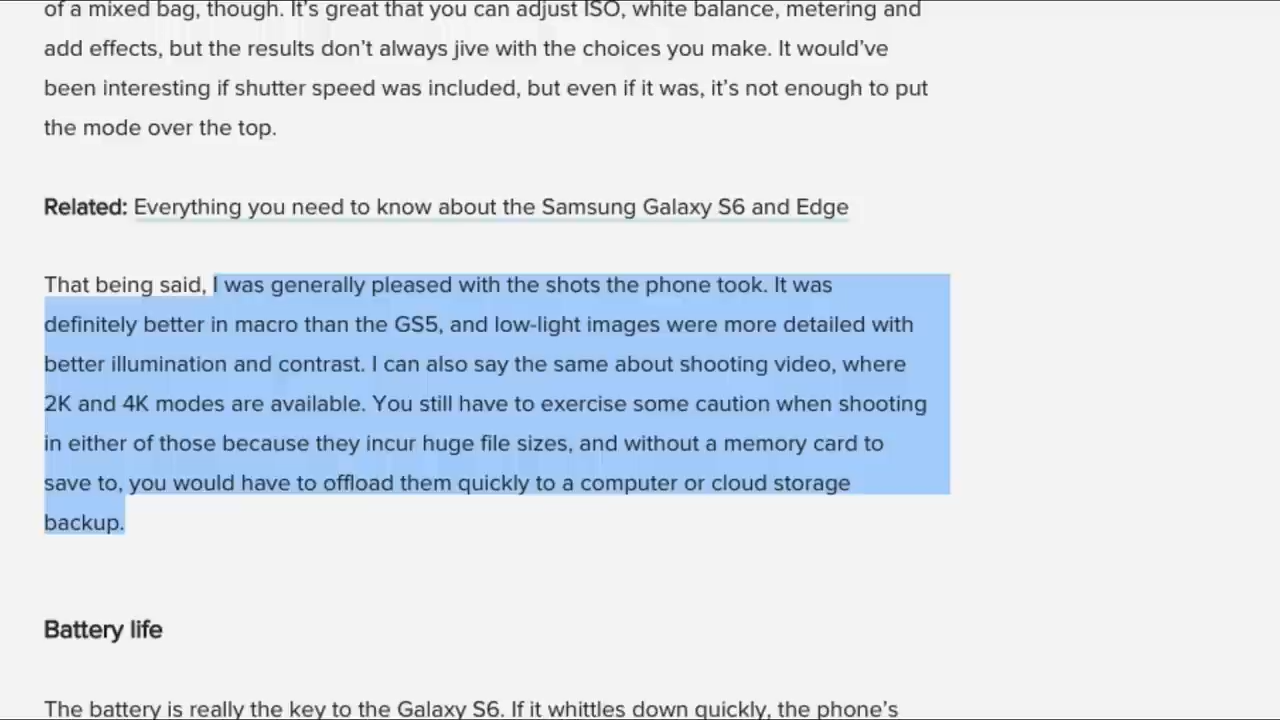 of a mixed bag, though. It’s great that you can adjust ISO, white balance, metering and
add effects, but the results don’t always jive with the choices you make. It would’ve
been interesting if shutter speed was included, but even if it was, it’s not enough to put
the mode over the top.
Related: Everything you need to know about the Samsung Galaxy S6 and Edge
That being said, I was generally pleased with the shots the phone took. It was
definitely better in macro than the GS5, and low-light images were more detailed with
better illumination and contrast. I can also say the same about shooting video, where
2K and 4K modes are available. You still have to exercise some caution when shooting
in either of those because they incur huge file sizes, and without a memory card to
save to, you would have to offload them quickly to a computer or cloud storage
backup.
Battery life
The battery is really the key to the Galaxy S6. If it whittles down quickly, the phone’s